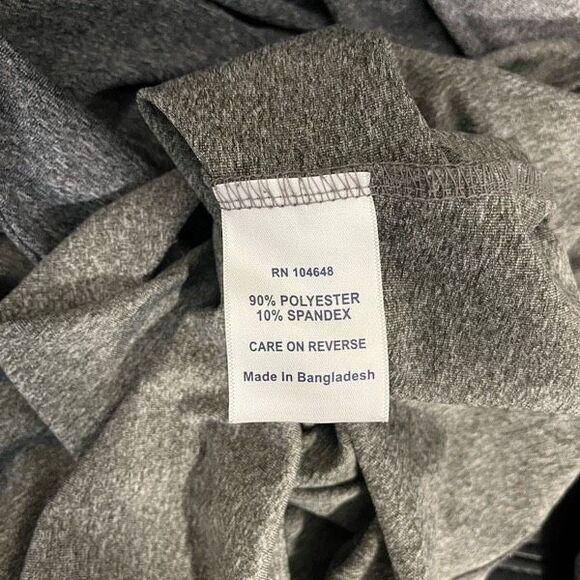 RN 104648
90% POLYESTER
10% SPANDEX
CARE ON REVERSE
Made In Bangladesh